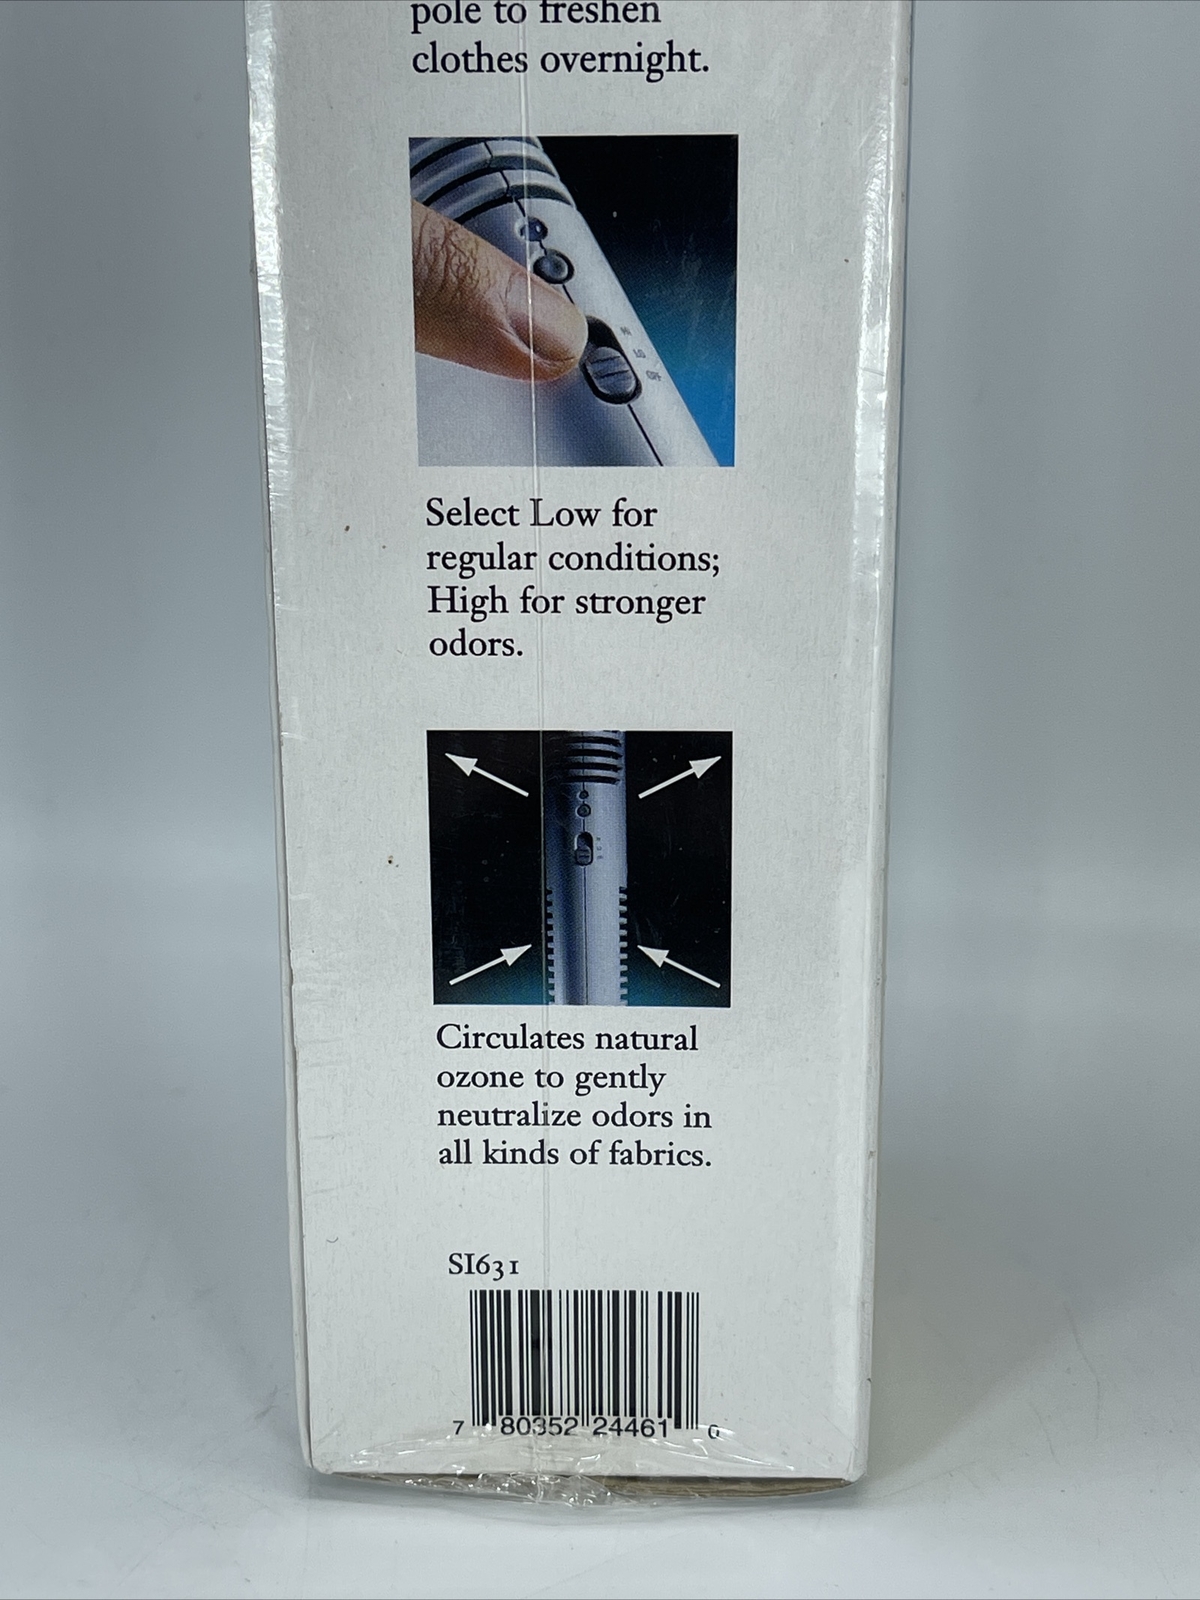 pole to freshen
clothes overnight.
HI
LO
OFF
Select Low for
regular conditions;
High for stronger
odors.
Circulates natural
ozone to gently
neutralize odors in
all kinds of fabrics.
SI631
7 80352 24461 6